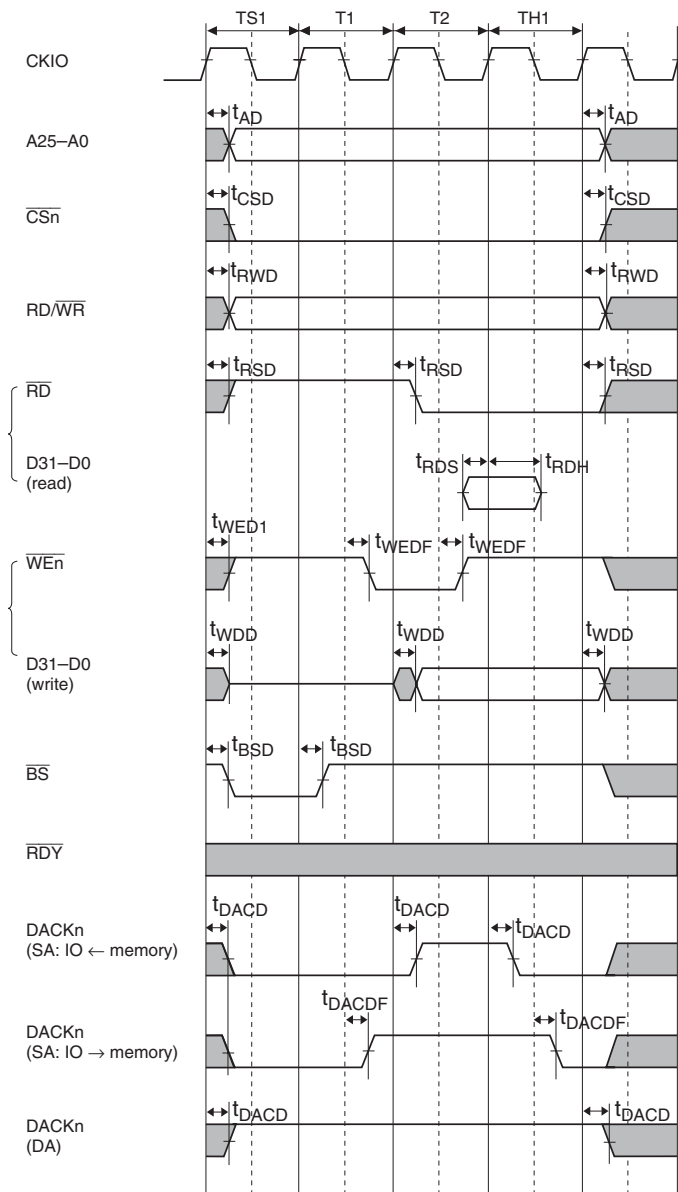 TS1 T1 T2 TH1
CKIO
tAD tAD
A25–A0
tCSD tCSD
CSn
tRWD tRWD
RD/WR
tRSD tRSD tRSD
RD
D31–D0
(read)
tRDS tRDH
tWED1 tWEDF tWEDF
WEn
tWDD tWDD tWDD
D31–D0
(write)
tBSD tBSD
BS
RDY
tDACD tDACD tDACD
DACKn
(SA: IO ← memory)
tDACDF tDACDF
DACKn
(SA: IO → memory)
tDACD tDACD
DACKn
(DA)